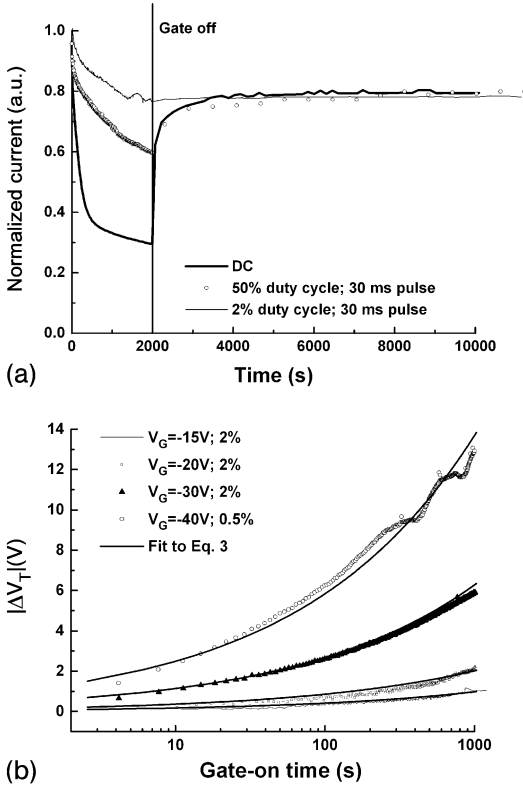 1.0
0.8
0.6
0.4
0.2
0.0
Normalized current (a.u.)
Gate off
DC
50% duty cycle; 30 ms pulse
2% duty cycle; 30 ms pulse
0 2000 4000 6000 8000 10000
Time (s)
(a)
14
12
10
8
6
4
2
0
|ΔV_T|(V)
V_G=-15V; 2%
V_G=-20V; 2%
V_G=-30V; 2%
V_G=-40V; 0.5%
Fit to Eq. 3
10 100 1000
Gate-on time (s)
(b)